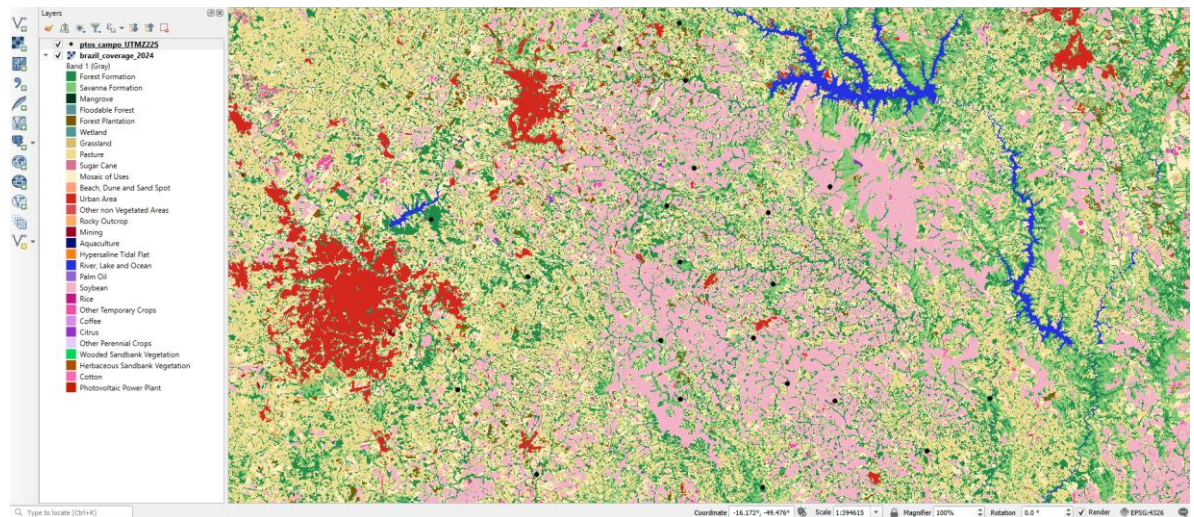 Layers
ptos_campo_UTMZ22S
brazil_coverage_2024
Band 1 (Gray)
Forest Formation
Savanna Formation
Mangrove
Floodable Forest
Forest Plantation
Wetland
Grassland
Pasture
Sugar Cane
Mosaic of Uses
Beach, Dune and Sand Spot
Urban Area
Other non Vegetated Areas
Rocky Outcrop
Mining
Aquaculture
Hypersaline Tidal Flat
River, Lake and Ocean
Palm Oil
Soybean
Rice
Other Temporary Crops
Coffee
Citrus
Other Perennial Crops
Wooded Sandbank Vegetation
Herbaceous Sandbank Vegetation
Cotton
Photovoltaic Power Plant
Type to locate (Ctrl+K) Coordinate -16.172°, -49.476° Scale 1:394615 Magnifier 100% Rotation 0.0 ° Render EPSG:4326